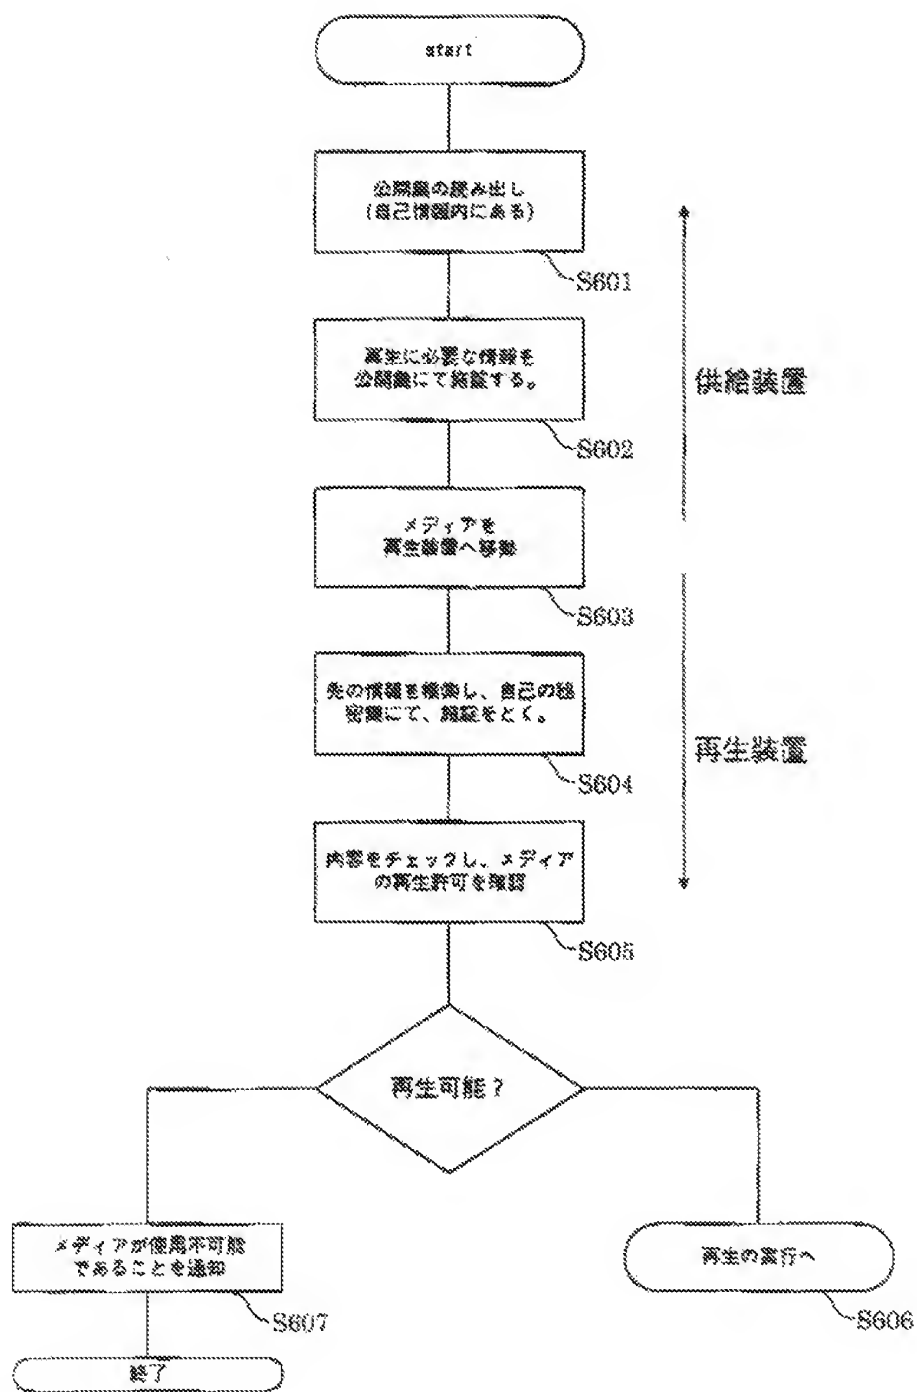 start
公開鍵の読み出し
(自己情報内にある)
S601
再生に必要な情報を
公開鍵にて施錠する。
S602
供給装置
メディアを
再生装置へ移動
S603
先の情報を検索し、自己の秘
密鍵にて、施錠をとく。
S604
再生装置
内容をチェックし、メディア
の再生許可を確認
S605
再生可能?
メディアが使用不可能
であることを通知
S607
再生の実行へ
S606
終了